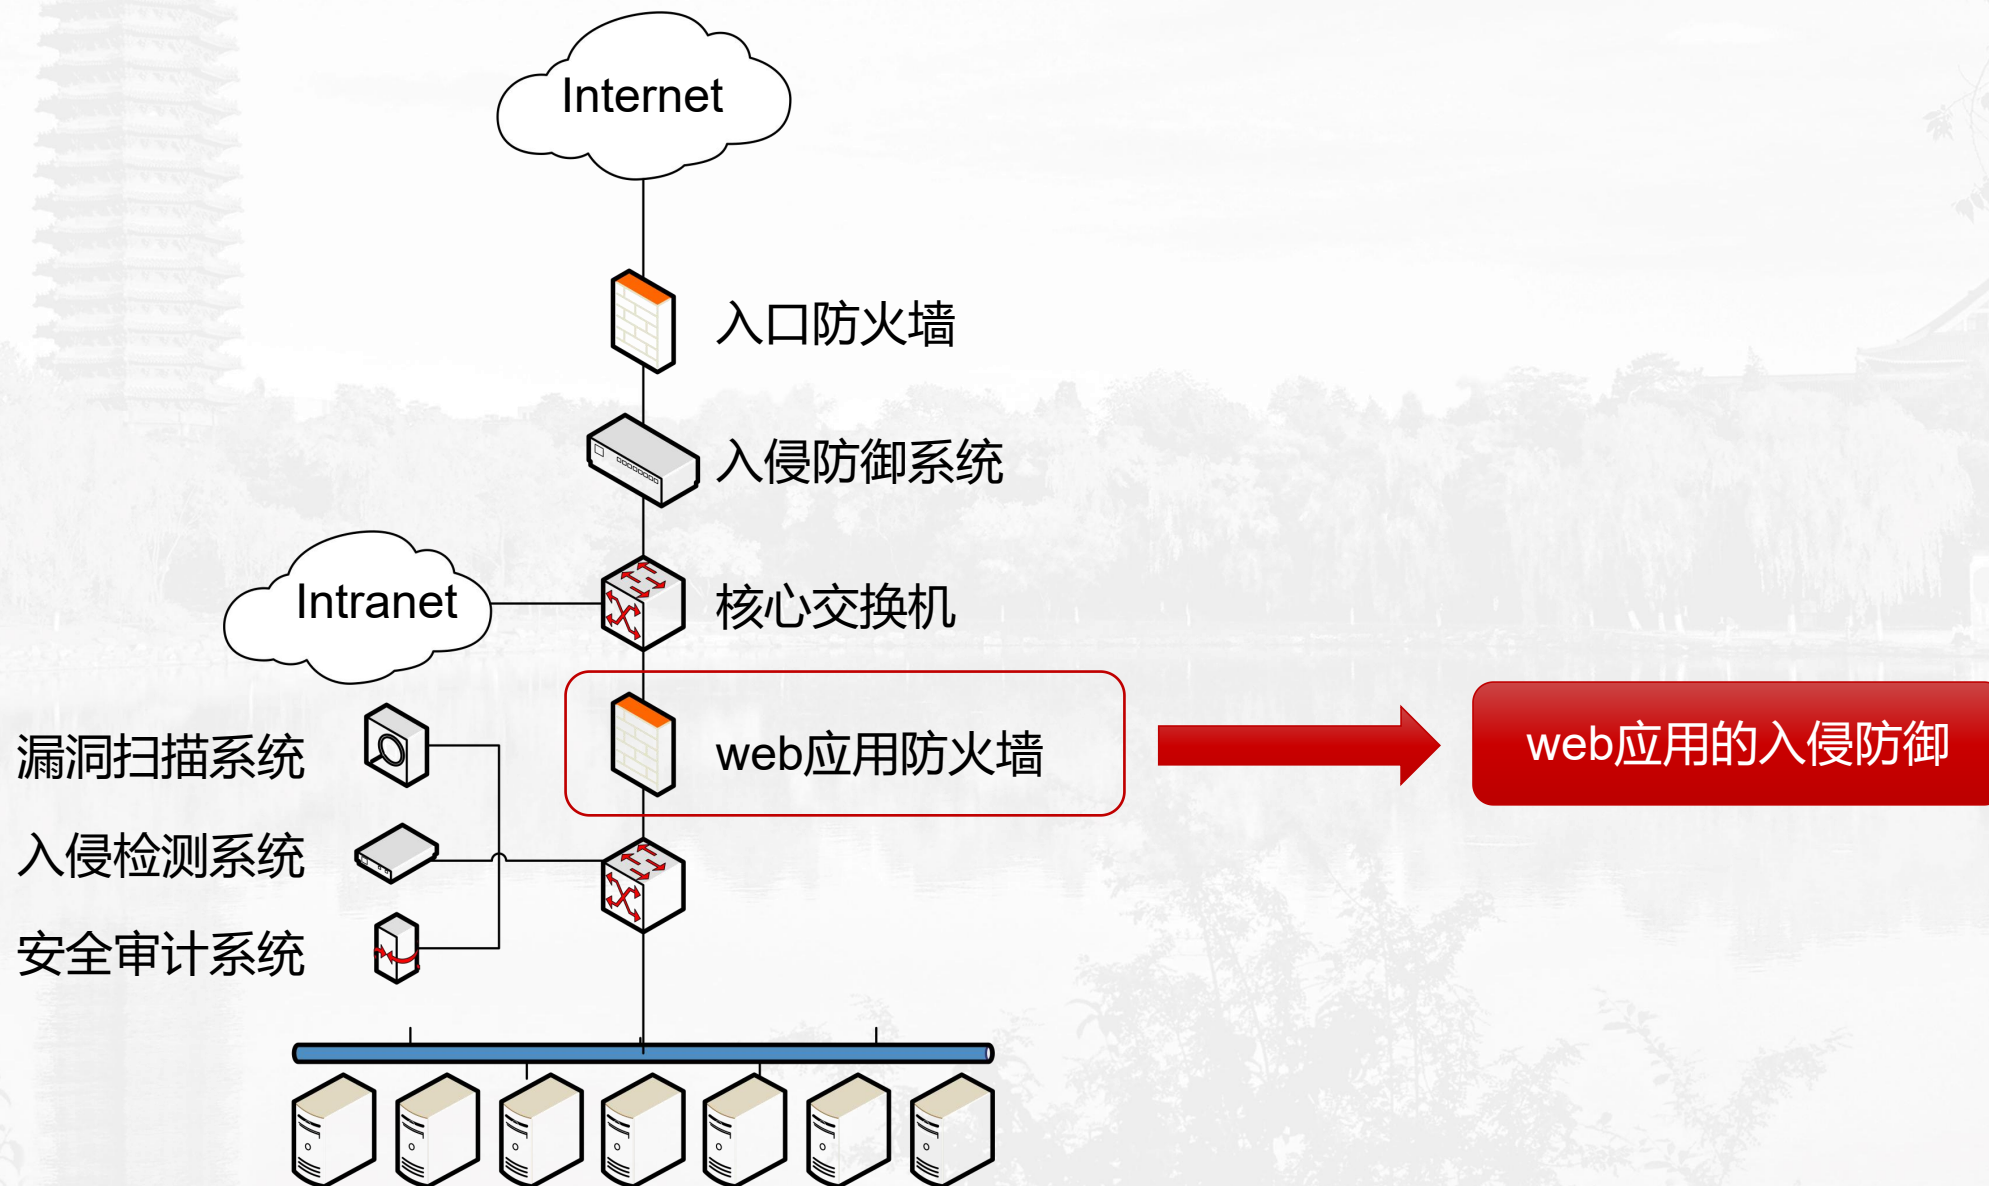 Internet
入口防火墙
入侵防御系统
Intranet
核心交换机
web应用防火墙
web应用的入侵防御
漏洞扫描系统
入侵检测系统
安全审计系统